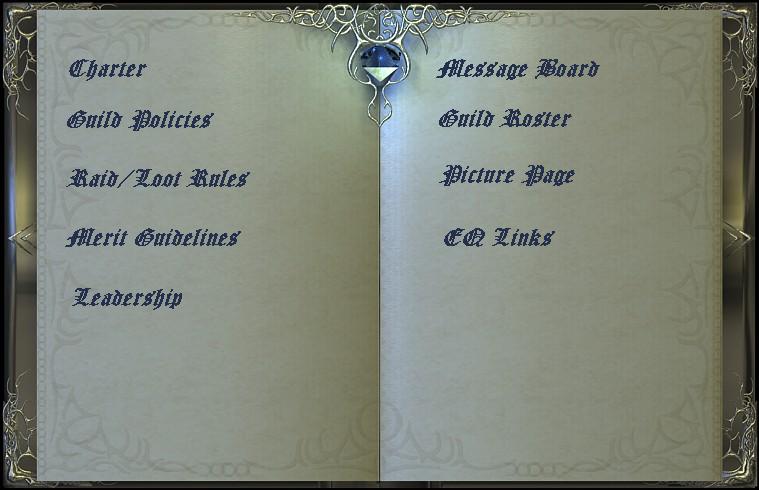 Charter
Guild Policies
Raid/Loot Rules
Merit Guidelines
Leadership
Message Board
Guild Roster
Picture Page
EQ Links